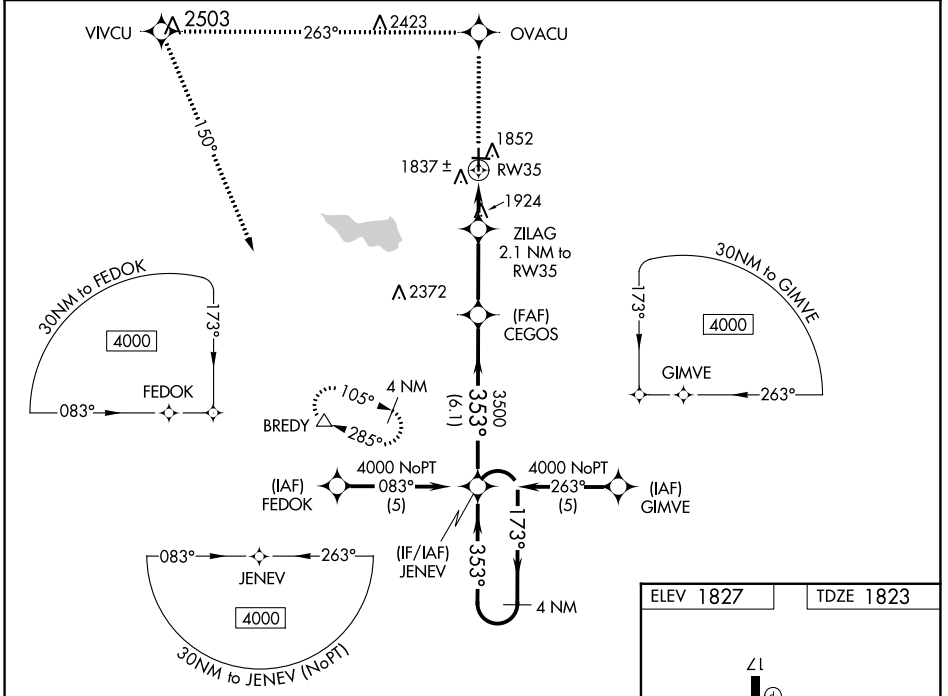 VIVCU
2503
263°
2423
OVACU
150°
1852
1837 ±
RW35
1924
ZILAG
2.1 NM to
RW35
30NM to FEDOK
173°
4000
FEDOK
083°
2372
(FAF)
CEGOS
30NM to GIMVE
173°
4000
GIMVE
263°
105°
4 NM
BREDY
285°
3500
353°
(6.1)
4000 NoPT
083°
(5)
(IAF)
FEDOK
4000 NoPT
263°
(5)
(IAF)
GIMVE
(IF/IAF)
JENEV
353°
173°
4 NM
083°
263°
JENEV
4000
30NM to JENEV (NoPT)
ELEV 1827
TDZE 1823
17
P